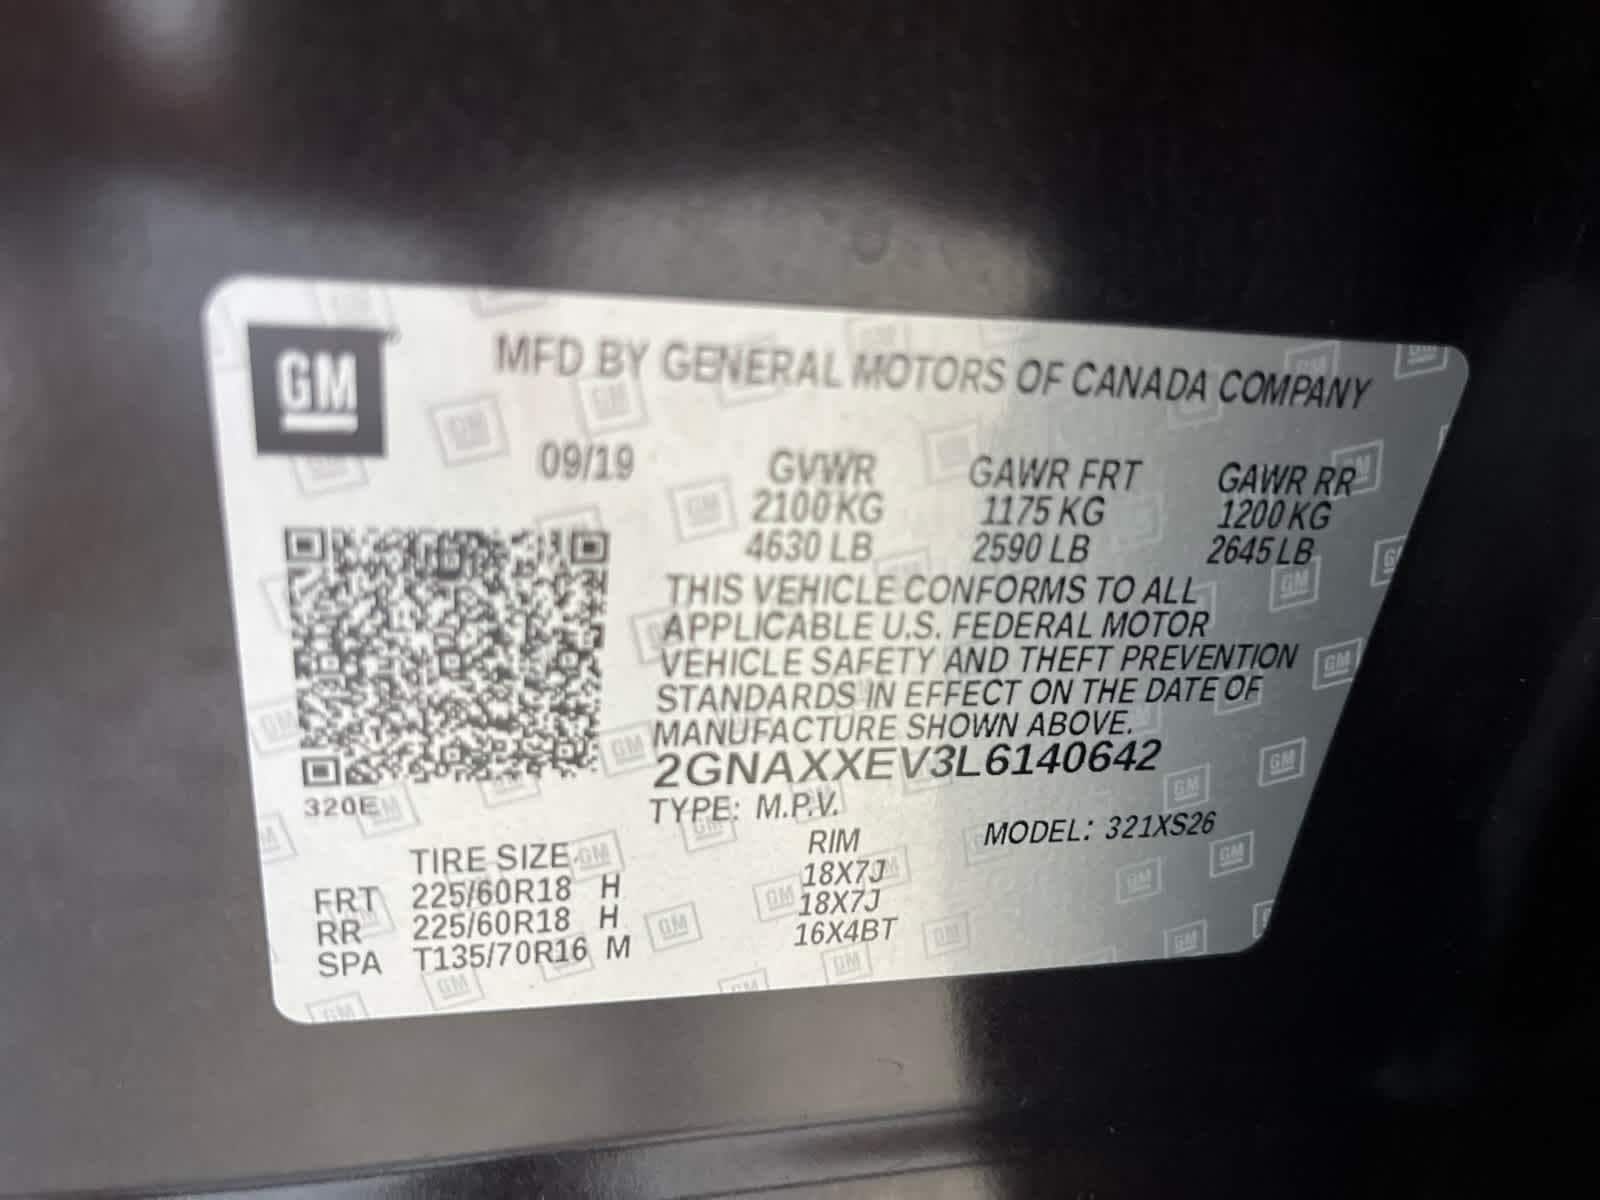 GM
MFD BY GENERAL MOTORS OF CANADA COMPANY
09/19 GVWR GAWR FRT GAWR RR
2100KG 1175 KG 1200 KG
4630 LB 2590 LB 2645 LB
THIS VEHICLE CONFORMS TO ALL
APPLICABLE U.S. FEDERAL MOTOR
VEHICLE SAFETY AND THEFT PREVENTION
STANDARDS IN EFFECT ON THE DATE OF
MANUFACTURE SHOWN ABOVE.
2GNAXXEV3L6140642
320E
TYPE: M.P.V.
MODEL: 321XS26
TIRE SIZE RIM
FRT 225/60R18 H 18X7J
RR 225/60R18 H 18X7J
SPA T135/70R16 M 16X4BT